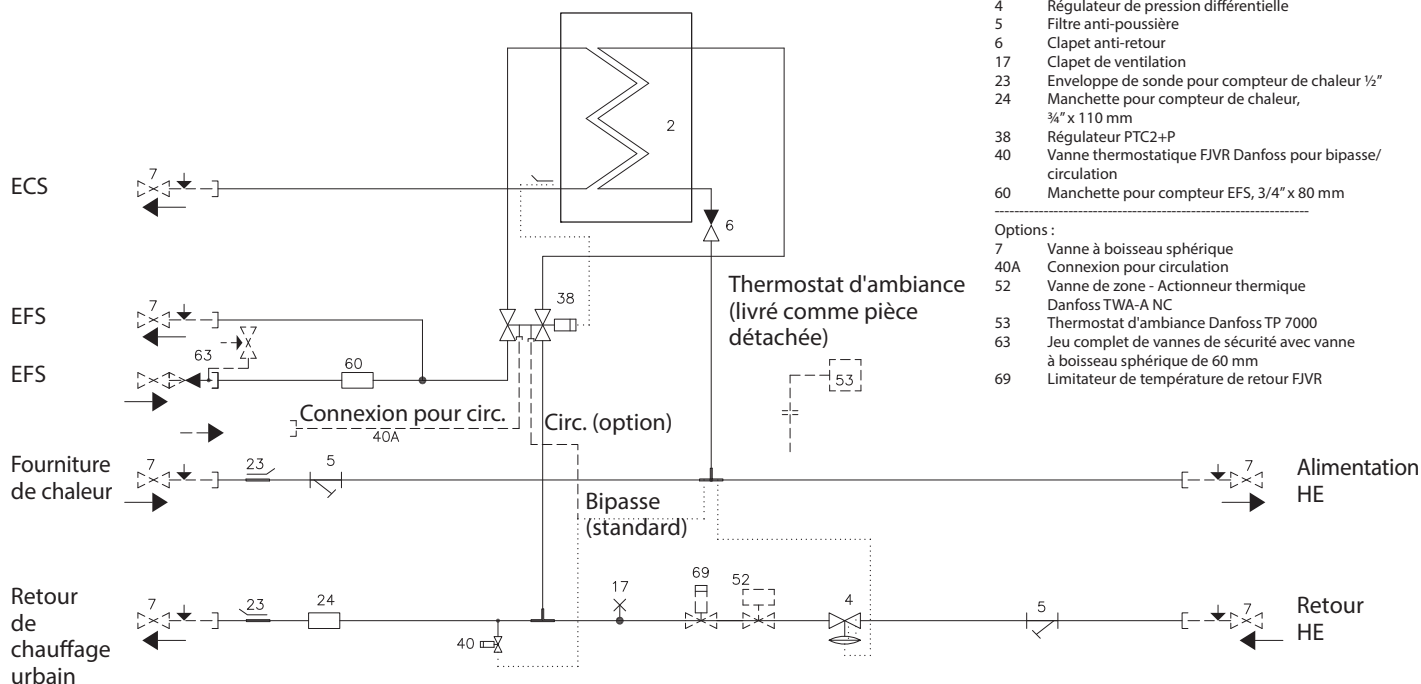 4 Régulateur de pression différentielle
5 Filtre anti-poussière
6 Clapet anti-retour
17 Clapet de ventilation
23 Enveloppe de sonde pour compteur de chaleur ½”
24 Manchette pour compteur de chaleur,
¾” x 110 mm
38 Régulateur PTC2+P
40 Vanne thermostatique FJVR Danfoss pour bipasse/
circulation
60 Manchette pour compteur EFS, 3/4” x 80 mm
Options :
7 Vanne à boisseau sphérique
40A Connexion pour circulation
52 Vanne de zone - Actionneur thermique
Danfoss TWA-A NC
53 Thermostat d'ambiance Danfoss TP 7000
63 Jeu complet de vannes de sécurité avec vanne
à boisseau sphérique de 60 mm
69 Limitateur de température de retour FJVR
2
ECS
7
6
EFS
7
38
Thermostat d'ambiance
(livré comme pièce
détachée)
63
EFS
60
53
Connexion pour circ.
40A
Circ. (option)
Fourniture
de chaleur
7
23
5
7
Alimentation
HE
Bipasse
(standard)
Retour
de
chauffage
urbain
7
23
24
40
17
69
52
4
5
7
Retour
HE